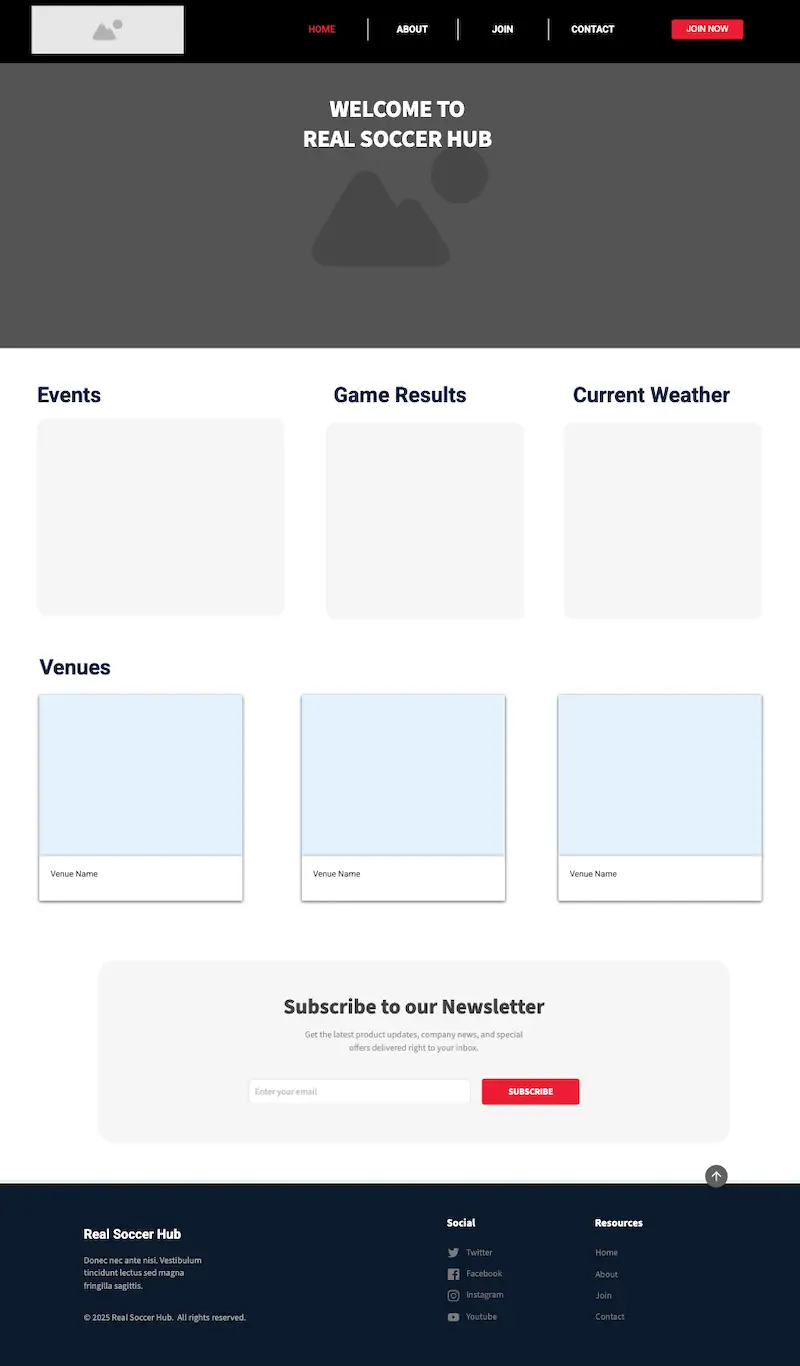 HOME
ABOUT
JOIN
CONTACT
JOIN NOW
WELCOME TO
REAL SOCCER HUB
Events
Game Results
Current Weather
Venues
Venue Name
Venue Name
Venue Name
Subscribe to our Newsletter
Get the latest product updates, company news, and special
offers delivered right to your inbox.
Enter your email
SUBSCRIBE
Real Soccer Hub
Donec nec ante nisi. Vestibulum
tincidunt lectus sed magna
fringilla sagittis.
© 2025 Real Soccer Hub. All rights reserved.
Social
Twitter
Facebook
Instagram
Youtube
Resources
Home
About
Join
Contact